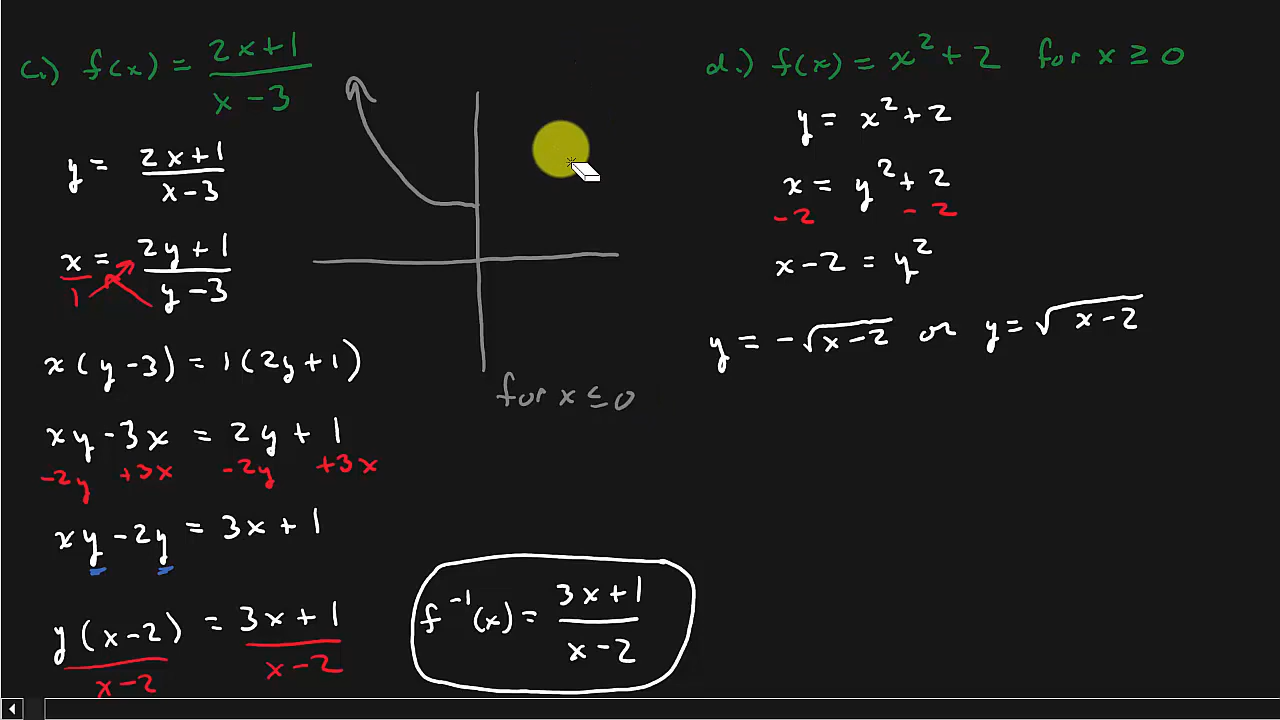 c.) f(x) = 2x+1 / x-3
y = 2x+1 / x-3
x/1 = 2y+1 / y-3
x(y-3) = 1(2y+1)
xy-3x = 2y+1
-2y +3x -2y +3x
xy-2y = 3x+1
y(x-2) = 3x+1
x-2 x-2
for x ≤ 0
f⁻¹(x) = 3x+1 / x-2
d.) f(x) = x²+2 for x ≥ 0
y = x²+2
x = y²+2
-2 -2
x-2 = y²
y = -√x-2 or y = √x-2